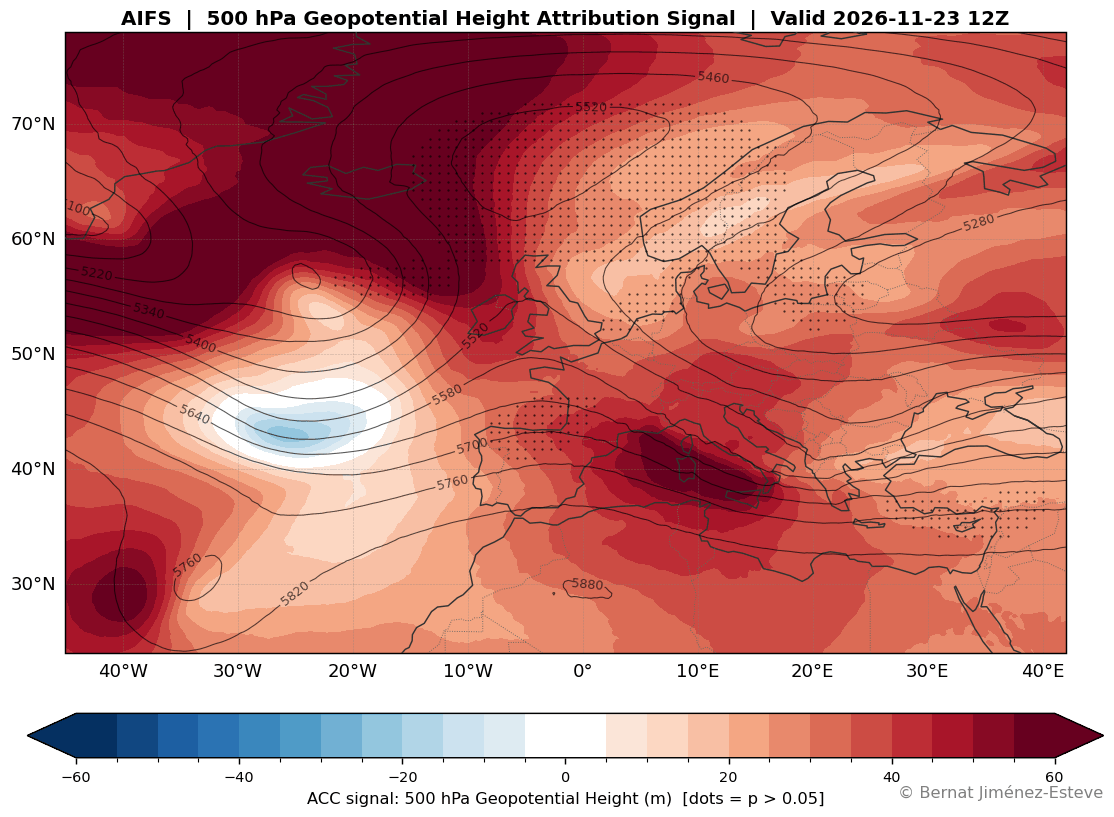 AIFS | 500 hPa Geopotential Height Attribution Signal | Valid 2026-11-23 12Z
5460
5520
70°N
100
60°N
5280
5220
5340
5400
5520
50°N
5580
5640
5700
40°N
5760
5760
5880
30°N
5820
40°W 30°W 20°W 10°W 0° 10°E 20°E 30°E 40°E
−60 −40 −20 0 20 40 60
ACC signal: 500 hPa Geopotential Height (m) [dots = p > 0.05]
© Bernat Jiménez-Esteve